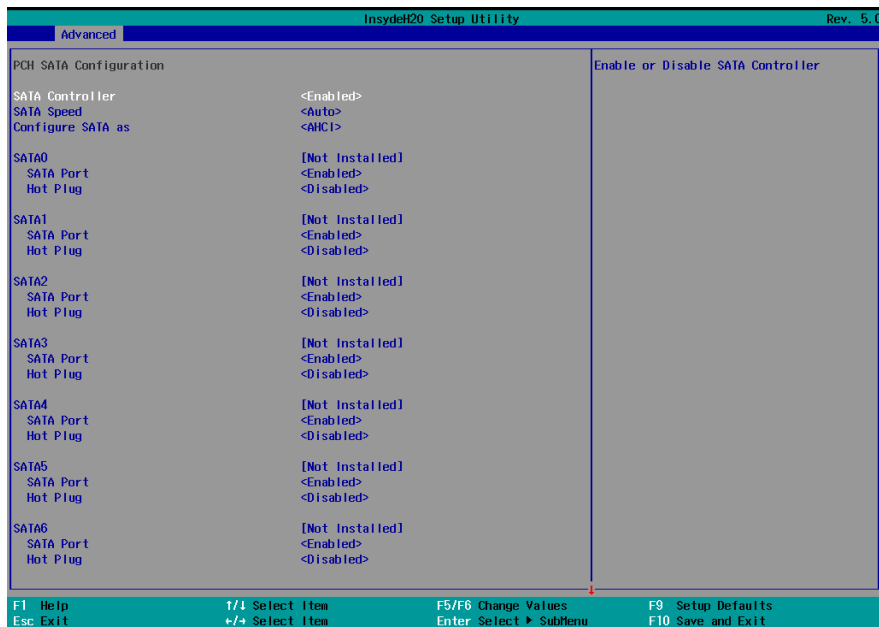 InsydeH20 Setup Utility Rev. 5.0
Advanced
PCH SATA Configuration
Enable or Disable SATA Controller
SATA Controller <Enabled>
SATA Speed <Auto>
Configure SATA as <AHCI>
SATA0 [Not Installed]
SATA Port <Enabled>
Hot Plug <Disabled>
SATA1 [Not Installed]
SATA Port <Enabled>
Hot Plug <Disabled>
SATA2 [Not Installed]
SATA Port <Enabled>
Hot Plug <Disabled>
SATA3 [Not Installed]
SATA Port <Enabled>
Hot Plug <Disabled>
SATA4 [Not Installed]
SATA Port <Enabled>
Hot Plug <Disabled>
SATA5 [Not Installed]
SATA Port <Enabled>
Hot Plug <Disabled>
SATA6 [Not Installed]
SATA Port <Enabled>
Hot Plug <Disabled>
F1 Help ↑/↓ Select Item F5/F6 Change Values F9 Setup Defaults
Esc Exit ←/→ Select Item Enter Select ▶ SubMenu F10 Save and Exit